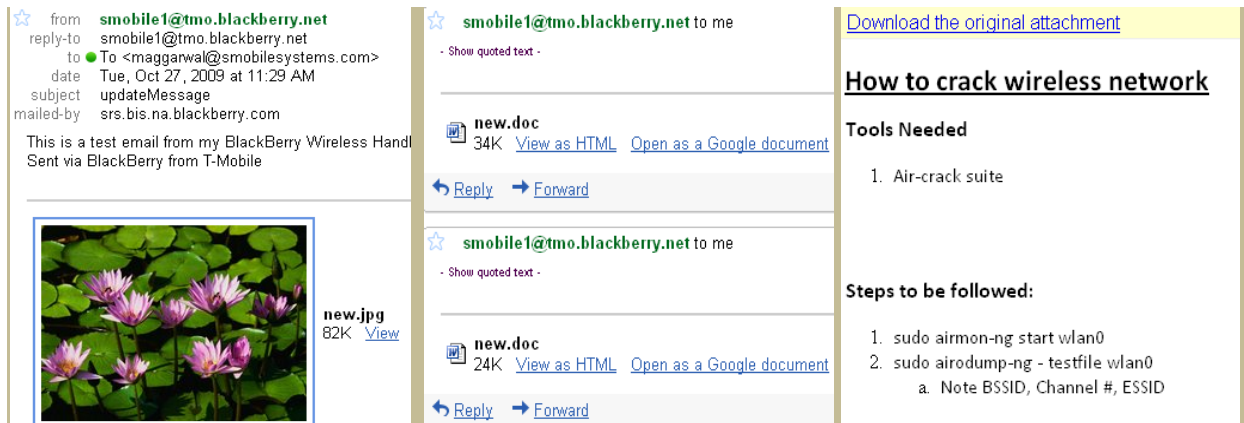 from smobile1@tmo.blackberry.net
reply-to smobile1@tmo.blackberry.net
to To <maggarwal@smobilesystems.com>
date Tue, Oct 27, 2009 at 11:29 AM
subject updateMessage
mailed-by srs.bis.na.blackberry.com
This is a test email from my BlackBerry Wireless Handl
Sent via BlackBerry from T-Mobile
new.jpg
82K View
smobile1@tmo.blackberry.net to me
- Show quoted text -
new.doc
34K View as HTML Open as a Google document
Reply Forward
smobile1@tmo.blackberry.net to me
- Show quoted text -
new.doc
24K View as HTML Open as a Google document
Reply Forward
Download the original attachment
How to crack wireless network
Tools Needed
1. Air-crack suite
Steps to be followed:
1. sudo airmon-ng start wlan0
2. sudo airodump-ng - testfile wlan0
a. Note BSSID, Channel #, ESSID